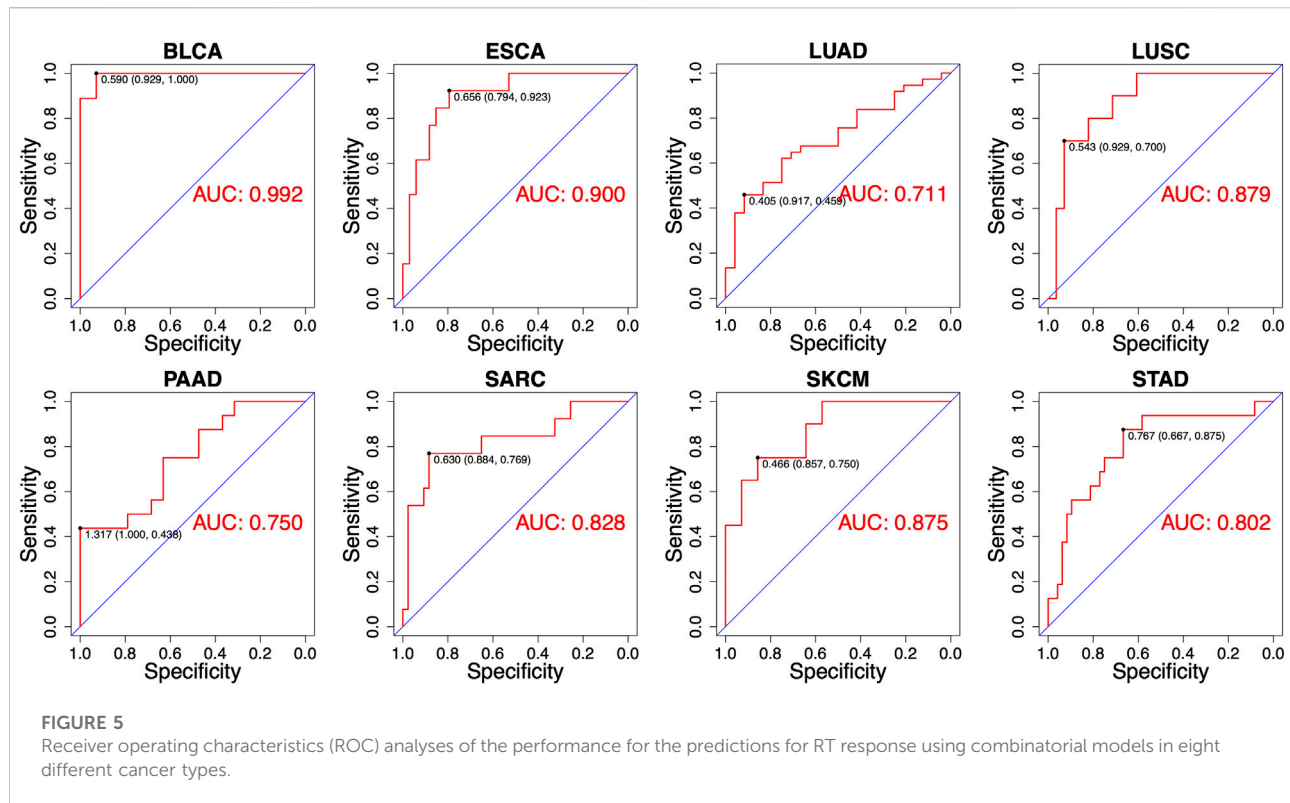 BLCA
1.0
0.8
0.6
0.4
0.2
0.0
Sensitivity
0.590 (0.929, 1.000)
AUC: 0.992
1.0 0.8 0.6 0.4 0.2 0.0
Specificity
ESCA
1.0
0.8
0.6
0.4
0.2
0.0
Sensitivity
0.656 (0.794, 0.923)
AUC: 0.900
1.0 0.8 0.6 0.4 0.2 0.0
Specificity
LUAD
1.0
0.8
0.6
0.4
0.2
0.0
Sensitivity
0.405 (0.917, 0.459)
AUC: 0.711
1.0 0.8 0.6 0.4 0.2 0.0
Specificity
LUSC
1.0
0.8
0.6
0.4
0.2
0.0
Sensitivity
0.543 (0.929, 0.700)
AUC: 0.879
1.0 0.8 0.6 0.4 0.2 0.0
Specificity
PAAD
1.0
0.8
0.6
0.4
0.2
0.0
Sensitivity
1.317 (1.000, 0.438)
AUC: 0.750
1.0 0.8 0.6 0.4 0.2 0.0
Specificity
SARC
1.0
0.8
0.6
0.4
0.2
0.0
Sensitivity
0.630 (0.884, 0.769)
AUC: 0.828
1.0 0.8 0.6 0.4 0.2 0.0
Specificity
SKCM
1.0
0.8
0.6
0.4
0.2
0.0
Sensitivity
0.466 (0.857, 0.750)
AUC: 0.875
1.0 0.8 0.6 0.4 0.2 0.0
Specificity
STAD
1.0
0.8
0.6
0.4
0.2
0.0
Sensitivity
0.767 (0.667, 0.875)
AUC: 0.802
1.0 0.8 0.6 0.4 0.2 0.0
Specificity
FIGURE 5
Receiver operating characteristics (ROC) analyses of the performance for the predictions for RT response using combinatorial models in eight
different cancer types.